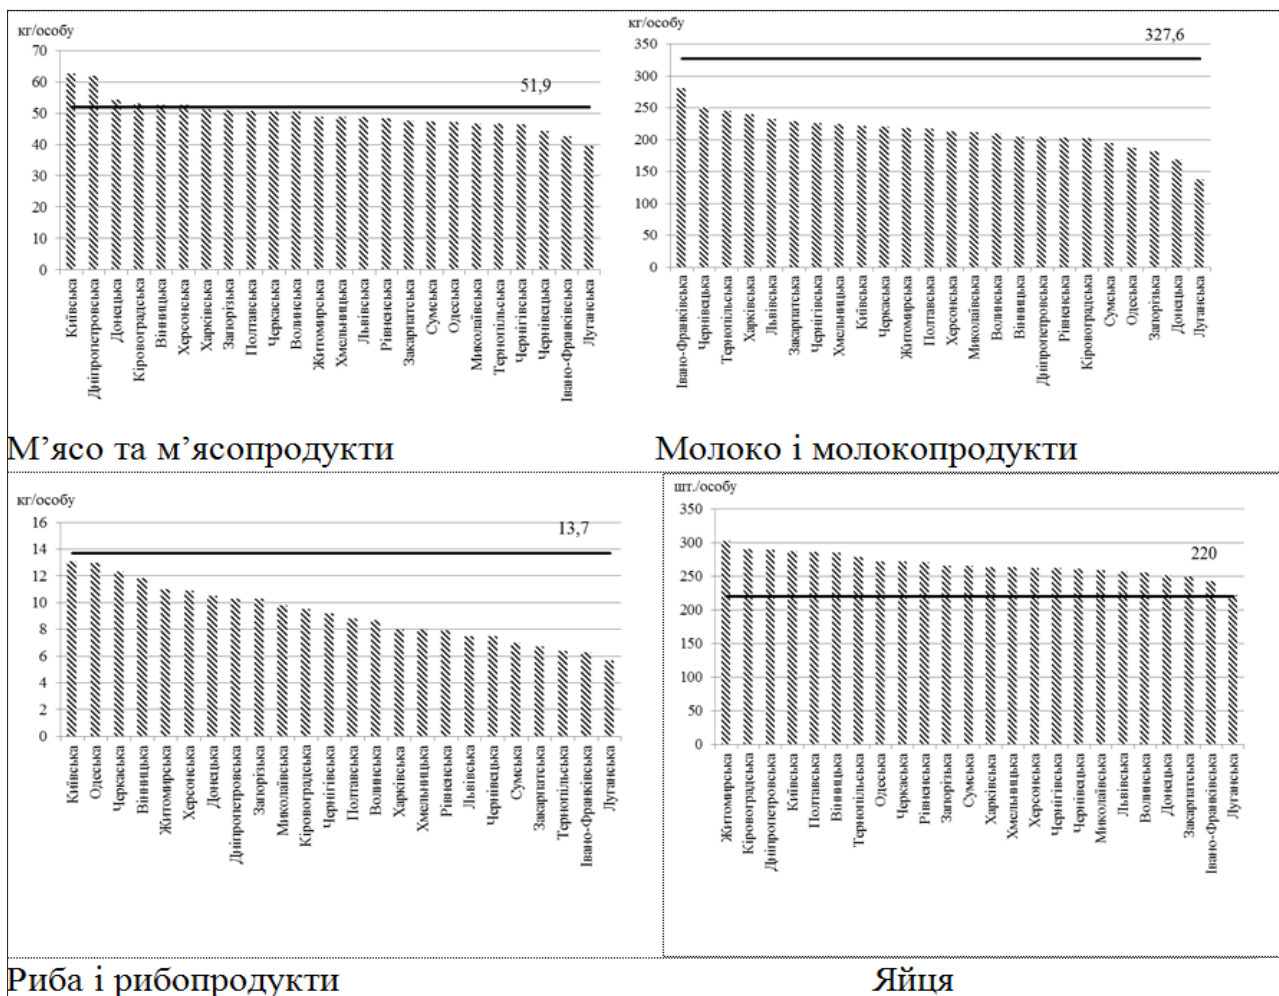 кг/особу
70
60
50
40
30
20
10
0
51,9
Київська
Дніпропетровська
Донецька
Кіровоградська
Вінницька
Херсонська
Харківська
Запорізька
Полтавська
Черкаська
Волинська
Житомирська
Хмельницька
Львівська
Рівненська
Закарпатська
Сумська
Одеська
Миколаївська
Тернопільська
Чернігівська
Чернівецька
Івано-Франківська
Луганська
М’ясо та м’ясопродукти
кг/особу
350
300
250
200
150
100
50
0
327,6
Івано-Франківська
Чернівецька
Тернопільська
Харківська
Львівська
Закарпатська
Чернігівська
Хмельницька
Київська
Черкаська
Житомирська
Полтавська
Херсонська
Миколаївська
Волинська
Вінницька
Дніпропетровська
Рівненська
Кіровоградська
Сумська
Одеська
Запорізька
Донецька
Луганська
Молоко і молокопродукти
кг/особу
16
14
12
10
8
6
4
2
0
13,7
Київська
Одеська
Черкаська
Вінницька
Житомирська
Херсонська
Донецька
Дніпропетровська
Запорізька
Миколаївська
Кіровоградська
Чернігівська
Полтавська
Волинська
Харківська
Хмельницька
Рівненська
Львівська
Чернівецька
Сумська
Закарпатська
Тернопільська
Івано-Франківська
Луганська
Риба і рибопродукти
шт./особу
350
300
250
200
150
100
50
0
220
Житомирська
Кіровоградська
Дніпропетровська
Київська
Полтавська
Вінницька
Тернопільська
Одеська
Черкаська
Рівненська
Запорізька
Сумська
Харківська
Хмельницька
Херсонська
Чернігівська
Чернівецька
Миколаївська
Львівська
Волинська
Донецька
Закарпатська
Івано-Франківська
Луганська
Яйця